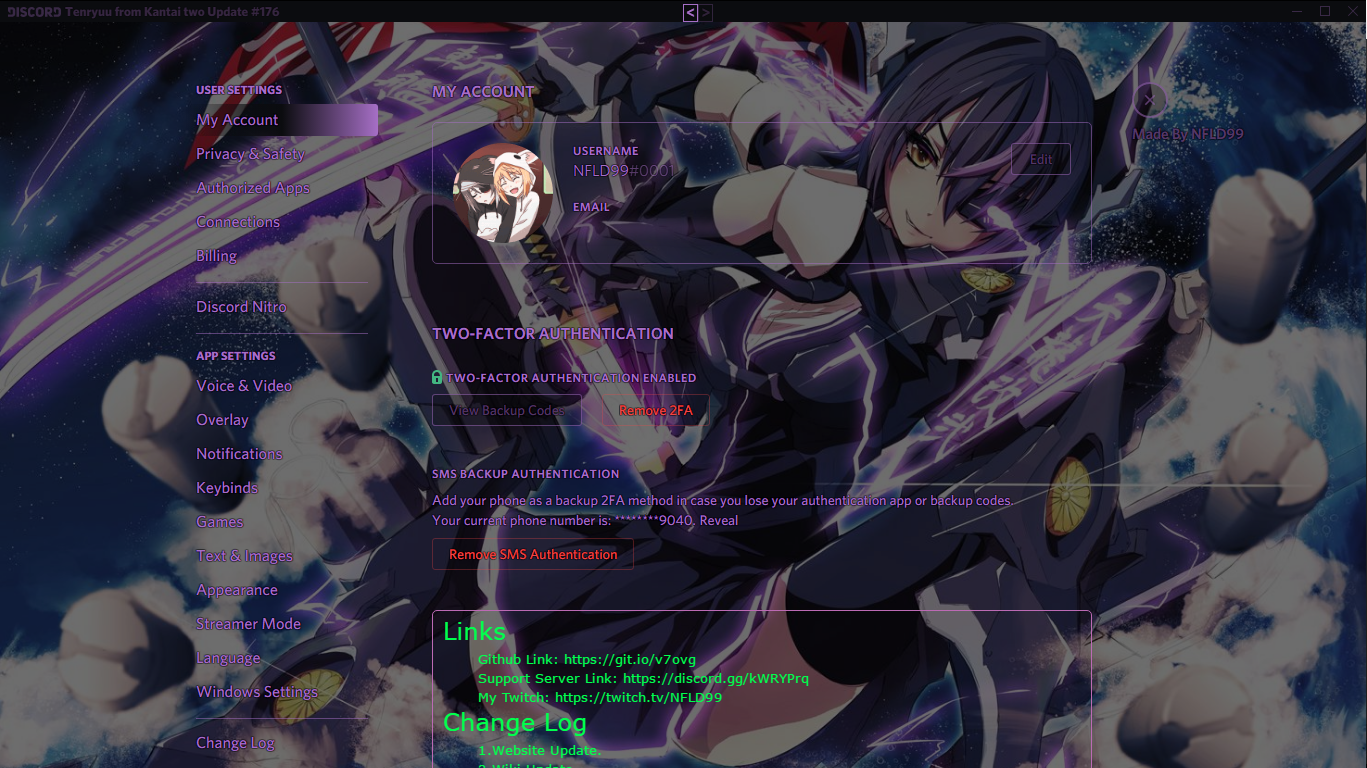 DISCORD Tenryuu from Kantai two Update #176
< >
USER SETTINGS
My Account
Privacy & Safety
Authorized Apps
Connections
Billing
Discord Nitro
APP SETTINGS
Voice & Video
Overlay
Notifications
Keybinds
Games
Text & Images
Appearance
Streamer Mode
Language
Windows Settings
Change Log
MY ACCOUNT
USERNAME
NFLD99#0001
Edit
EMAIL
Made By NFLD99
TWO-FACTOR AUTHENTICATION
TWO-FACTOR AUTHENTICATION ENABLED
View Backup Codes
Remove 2FA
SMS BACKUP AUTHENTICATION
Add your phone as a backup 2FA method in case you lose your authentication app or backup codes.
Your current phone number is: ********9040. Reveal
Remove SMS Authentication
Links
Github Link: https://git.io/v7ovg
Support Server Link: https://discord.gg/kWRYPrq
My Twitch: https://twitch.tv/NFLD99
Change Log
1.Website Update.
2.Wiki Update